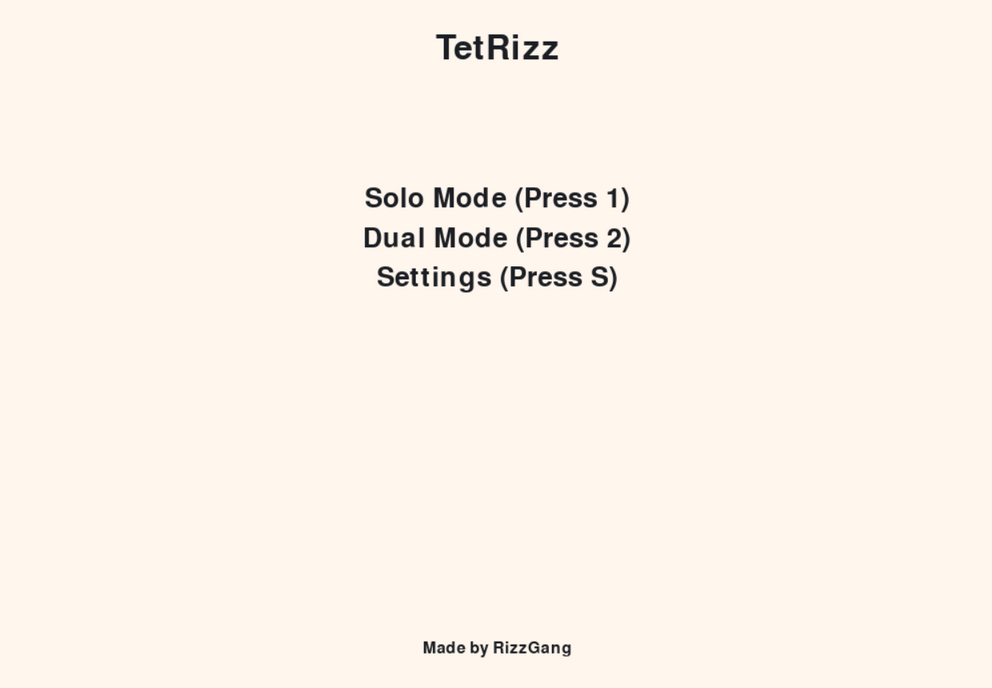 TetRizz
Solo Mode (Press 1)
Dual Mode (Press 2)
Settings (Press S)
Made by RizzGang